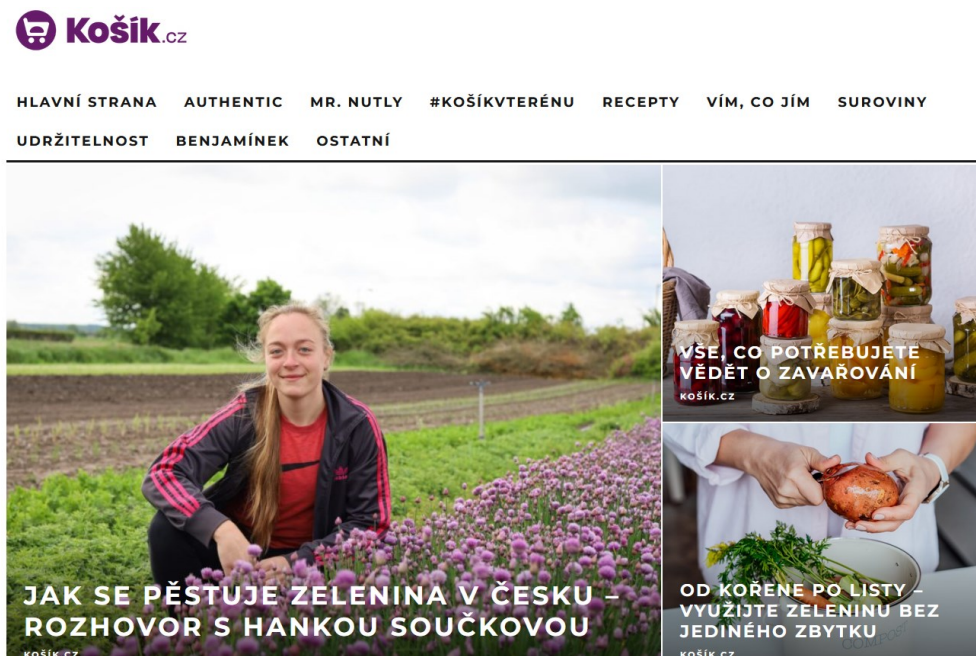 Košík.cz
HLAVNÍ STRANA AUTHENTIC MR. NUTLY #KOŠÍKVTERÉNU RECEPTY VÍM, CO JÍM SUROVINY
UDRŽITELNOST BENJAMÍNEK OSTATNÍ
VŠE, CO POTŘEBUJETE
VĚDĚT O ZAVAŘOVÁNÍ
KOŠÍK.CZ
JAK SE PĚSTUJE ZELENINA V ČESKU –
ROZHOVOR S HANKOU SOUČKOVOU
KOŠÍK.CZ
OD KOŘENE PO LISTY –
VYUŽIJTE ZELENINU BEZ
JEDINÉHO ZBYTKU
KOŠÍK.CZ
COMPOST